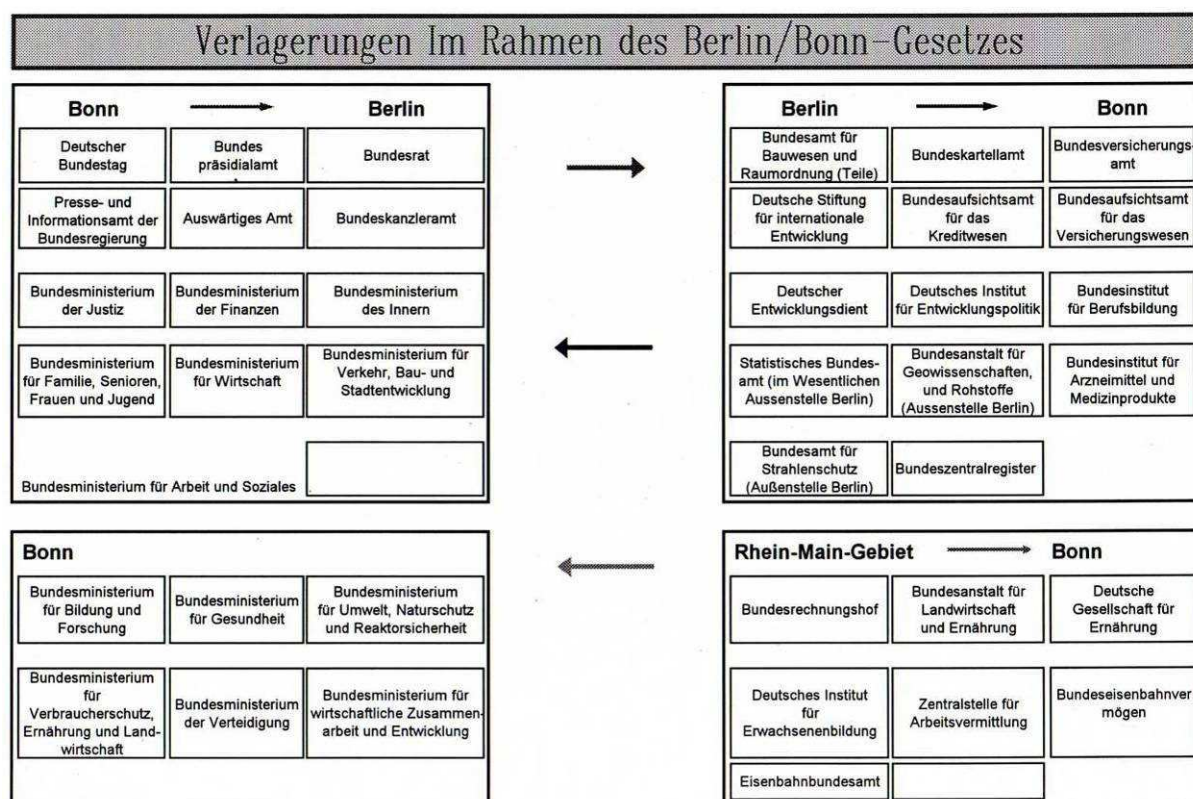 Verlagerungen Im Rahmen des Berlin/Bonn-Gesetzes
Bonn
Berlin
Deutscher
Bundestag
Bundes
präsidialamt
Bundesrat
Presse- und
Informationsamt der
Bundesregierung
Auswärtiges Amt
Bundeskanzleramt
Bundesministerium
der Justiz
Bundesministerium
der Finanzen
Bundesministerium
des Innern
Bundesministerium
für Familie, Senioren,
Frauen und Jugend
Bundesministerium
für Wirtschaft
Bundesministerium für
Verkehr, Bau- und
Stadtentwicklung
Bundesministerium für Arbeit und Soziales
Berlin
Bonn
Bundesamt für
Bauwesen und
Raumordnung (Teile)
Bundeskartellamt
Bundesversicherungs-
amt
Deutsche Stiftung
für internationale
Entwicklung
Bundesaufsichtsamt
für das
Kreditwesen
Bundesaufsichtsamt
für das
Versicherungswesen
Deutscher
Entwicklungsdient
Deutsches Institut
für Entwicklungspolitik
Bundesinstitut
für Berufsbildung
Statistisches Bundes-
amt (im Wesentlichen
Aussenstelle Berlin)
Bundesanstalt für
Geowissenschaften,
und Rohstoffe
(Aussenstelle Berlin)
Bundesinstitut für
Arzneimittel und
Medizinprodukte
Bundesamt für
Strahlenschutz
(Außenstelle Berlin)
Bundeszentralregister
Bonn
Bundesministerium
für Bildung und
Forschung
Bundesministerium
für Gesundheit
Bundesministerium
für Umwelt, Naturschutz
und Reaktorsicherheit
Bundesministerium
für
Verbraucherschutz,
Ernährung und Land-
wirtschaft
Bundesministerium
der Verteidigung
Bundesministerium für
wirtschaftliche Zusammen-
arbeit und Entwicklung
Rhein-Main-Gebiet
Bonn
Bundesrechnungshof
Bundesanstalt für
Landwirtschaft
und Ernährung
Deutsche
Gesellschaft für
Ernährung
Deutsches Institut
für
Erwachsenenbildung
Zentralstelle für
Arbeitsvermittlung
Bundeseisenbahnver
mögen
Eisenbahnbundesamt